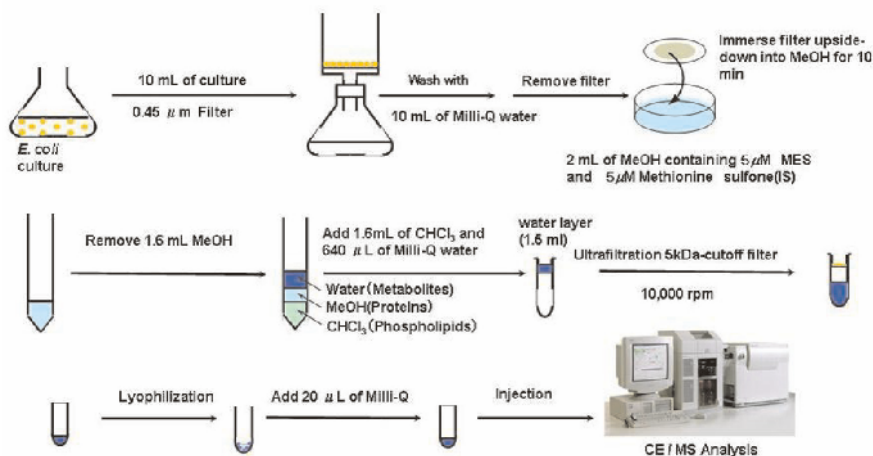 10 mL of culture
0.45 μm Filter
E. coli
culture
Wash with
10 mL of Milli-Q water
Remove filter
Immerse filter upside-
down into MeOH for 10
min
2 mL of MeOH containing 5μM MES
and 5μM Methionine sulfone(IS)
Remove 1.6 mL MeOH
Add 1.6mL of CHCl₃ and
640 μL of Milli-Q water
Water(Metabolites)
MeOH(Proteins)
CHCl₃(Phospholipids)
water layer
(1.6 ml)
Ultrafiltration 5kDa-cutoff filter
10,000 rpm
Lyophilization
Add 20 μL of Milli-Q
Injection
CE / MS Analysis